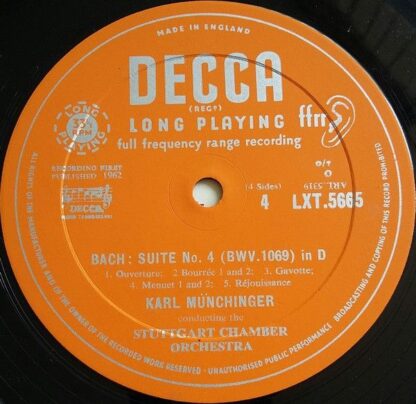 MADE IN ENGLAND
DECCA
(REGD)
LONG PLAYING ffrr
full frequency range recording
LONG PLAYING
33⅓
RPM
RECORDING FIRST
PUBLISHED 1962
DECCA
O/T
ARL 5316
(4 Sides)
4 LXT.5665
BACH: SUITE No. 4 (BWV.1069) in D
1. Ouverture; 2 Bourrée 1 and 2; 3. Gavotte;
4. Menuet 1 and 2; 5. Réjouissance
KARL MÜNCHINGER
conducting the
STUTTGART CHAMBER
ORCHESTRA
ALL RIGHTS OF THE MANUFACTURER AND OF THE OWNER OF THE RECORDED WORK RESERVED · UNAUTHORISED PUBLIC PERFORMANCE BROADCASTING AND COPYING OF THIS RECORD PROHIBITED